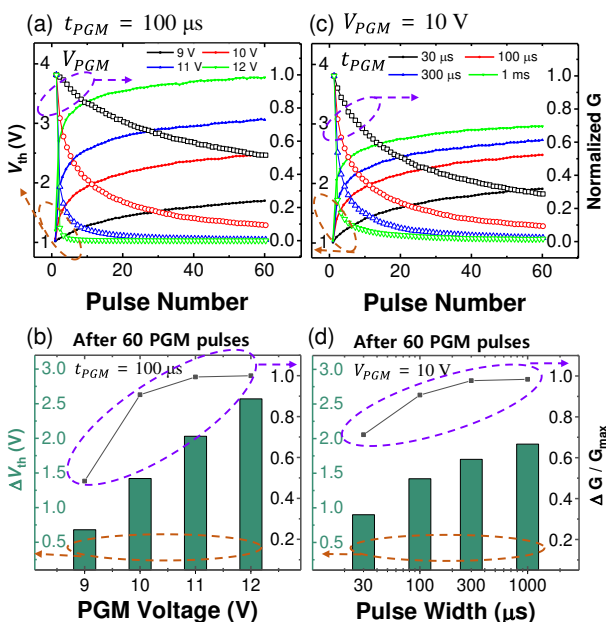 (a) t_PGM = 100 μs
V_PGM
9 V 10 V
11 V 12 V
4
3
2
1
V_th (V)
1.0
0.8
0.6
0.4
0.2
0.0
0 20 40 60
Pulse Number
(c) V_PGM = 10 V
t_PGM
30 μs 100 μs
300 μs 1 ms
4
3
2
1
1.0
0.8
0.6
0.4
0.2
0.0
Normalized G
0 20 40 60
Pulse Number
(b) After 60 PGM pulses
t_PGM = 100 μs
3.0
2.5
2.0
1.5
1.0
0.5
ΔV_th (V)
1.0
0.8
0.6
0.4
0.2
9 10 11 12
PGM Voltage (V)
(d) After 60 PGM pulses
V_PGM = 10 V
3.0
2.5
2.0
1.5
1.0
0.5
1.0
0.8
0.6
0.4
0.2
Δ G / G_max
30 100 300 1000
Pulse Width (μs)